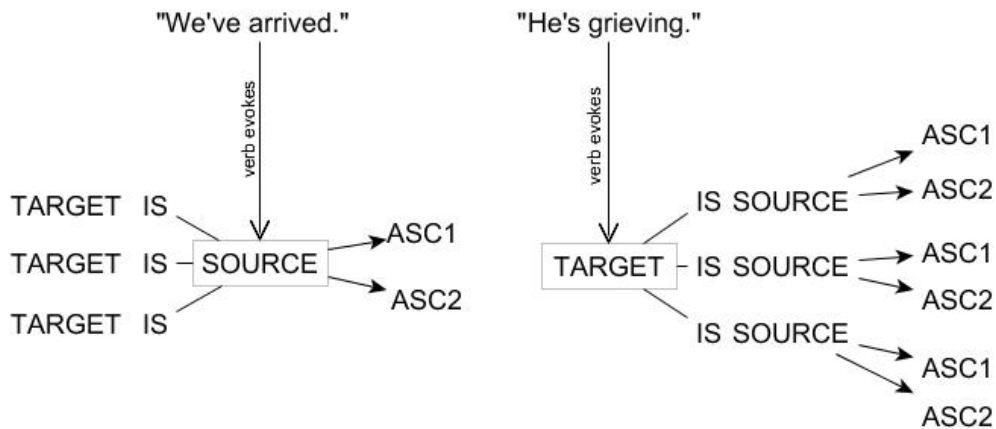 "We've arrived."
verb evokes
TARGET IS
TARGET IS
TARGET IS
SOURCE
ASC1
ASC2
"He's grieving."
verb evokes
TARGET
IS SOURCE
ASC1
ASC2
IS SOURCE
ASC1
ASC2
IS SOURCE
ASC1
ASC2